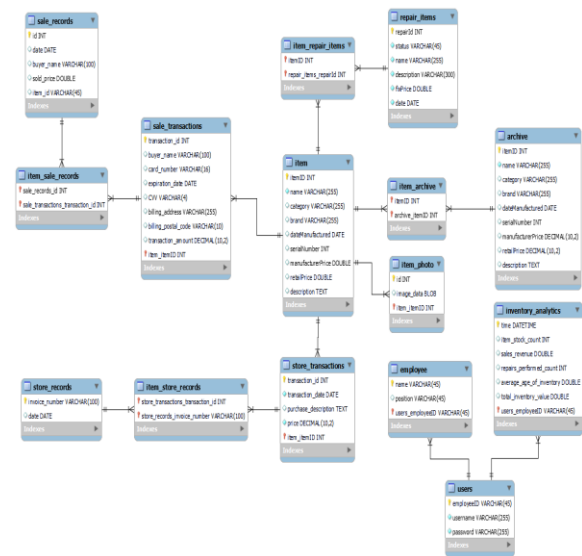 sale_records
id INT
date DATE
buyer_name VARCHAR(100)
sold_price DOUBLE
item_id VARCHAR(45)
Indexes
item_sale_records
sale_records_id INT
sale_transactions_transaction_id INT
Indexes
sale_transactions
transaction_id INT
buyer_name VARCHAR(100)
card_number VARCHAR(16)
expiration_date DATE
CVV VARCHAR(4)
billing_address VARCHAR(255)
billing_postal_code VARCHAR(10)
transaction_amount DECIMAL(10,2)
item_itemID INT
Indexes
item_repair_items
itemID INT
repair_items_repairId INT
Indexes
repair_items
repairId INT
status VARCHAR(45)
name VARCHAR(255)
description VARCHAR(300)
fixPrice DOUBLE
date DATE
Indexes
item
itemID INT
name VARCHAR(255)
category VARCHAR(255)
brand VARCHAR(255)
dateManufactured DATE
serialNumber INT
manufacturerPrice DOUBLE
retailPrice DOUBLE
description TEXT
Indexes
item_archive
itemID INT
archive_itemID INT
Indexes
archive
itemID INT
name VARCHAR(255)
category VARCHAR(255)
brand VARCHAR(255)
dateManufactured DATE
serialNumber INT
manufacturerPrice DECIMAL(10,2)
retailPrice DECIMAL(10,2)
description TEXT
Indexes
item_photo
id INT
image_data BLOB
item_itemID INT
Indexes
store_records
invoice_number VARCHAR(100)
date DATE
Indexes
item_store_records
store_transactions_transaction_id INT
store_records_invoice_number VARCHAR(100)
Indexes
store_transactions
transaction_id INT
transaction_date DATE
purchase_description TEXT
price DECIMAL(10,2)
item_itemID INT
Indexes
employee
name VARCHAR(45)
position VARCHAR(45)
users_employeeID VARCHAR(45)
Indexes
inventory_analytics
time DATETIME
item_stock_count INT
sales_revenue DOUBLE
repairs_performed_count INT
average_age_of_inventory DOUBLE
total_inventory_value DOUBLE
users_employeeID VARCHAR(45)
Indexes
users
employeeID VARCHAR(45)
username VARCHAR(255)
password VARCHAR(255)
Indexes